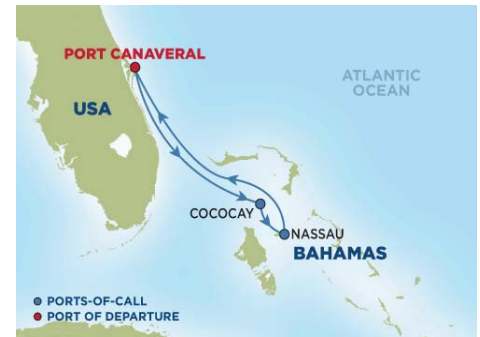 PORT CANAVERAL
ATLANTIC
OCEAN
USA
COCOCAY
NASSAU
BAHAMAS
PORTS-OF-CALL
PORT OF DEPARTURE